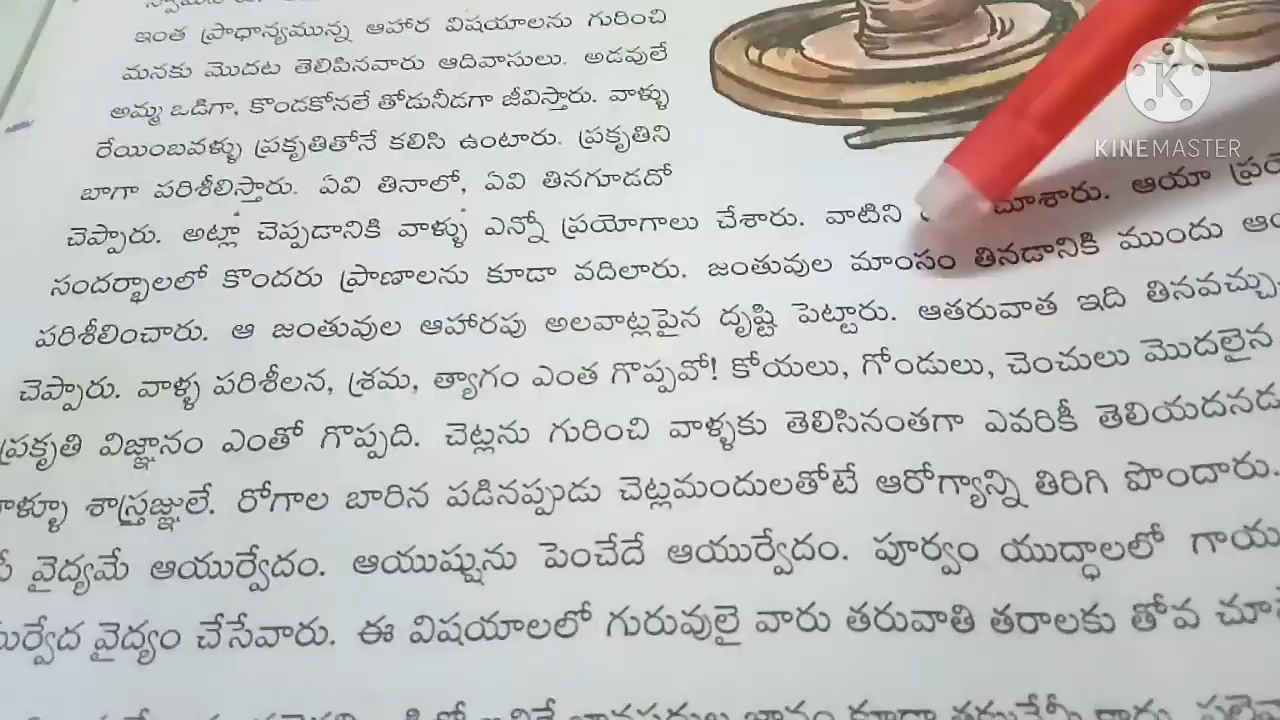 ఇంత ప్రాధాన్యమున్న ఆహార విషయాలను గురించి
మనకు మొదట తెలిపినవారు ఆదివాసులు. అడవులే
అమ్మ ఒడిగా, కొండకోనలే తోడునీడగా జీవిస్తారు. వాళ్ళు
రేయింబవళ్ళు ప్రకృతితోనే కలిసి ఉంటారు. ప్రకృతిని
బాగా పరిశీలిస్తారు. ఏవి తినాలో, ఏవి తినగూడదో
చెప్పారు. అట్లా చెప్పడానికి వాళ్ళు ఎన్నో ప్రయోగాలు చేశారు. వాటిని చూశారు. ఆయా
సందర్భాలలో కొందరు ప్రాణాలను కూడా వదిలారు. జంతువుల మాంసం తినడానికి ముందు
పరిశీలించారు. ఆ జంతువుల ఆహారపు అలవాట్లపైన దృష్టి పెట్టారు. ఆతరువాత ఇది తినవచ్చు
చెప్పారు. వాళ్ళ పరిశీలన, శ్రమ, త్యాగం ఎంత గొప్పవో! కోయలు, గోండులు, చెంచులు మొదలైన
ప్రకృతి విజ్ఞానం ఎంతో గొప్పది. చెట్లను గురించి వాళ్ళకు తెలిసినంతగా ఎవరికీ
శాస్త్రజ్ఞులే. రోగాల బారిన పడినప్పుడు చెట్లమందులతోటే ఆరోగ్యాన్ని తిరిగి పొందారు.
వైద్యమే ఆయుర్వేదం. ఆయుష్షును పెంచేదే ఆయుర్వేదం. పూర్వం యుద్ధాలలో
వైద్యం చేసేవారు. ఈ విషయాలలో గురువులై వారు తరువాతి తరాలకు తోవ
KINEMASTER